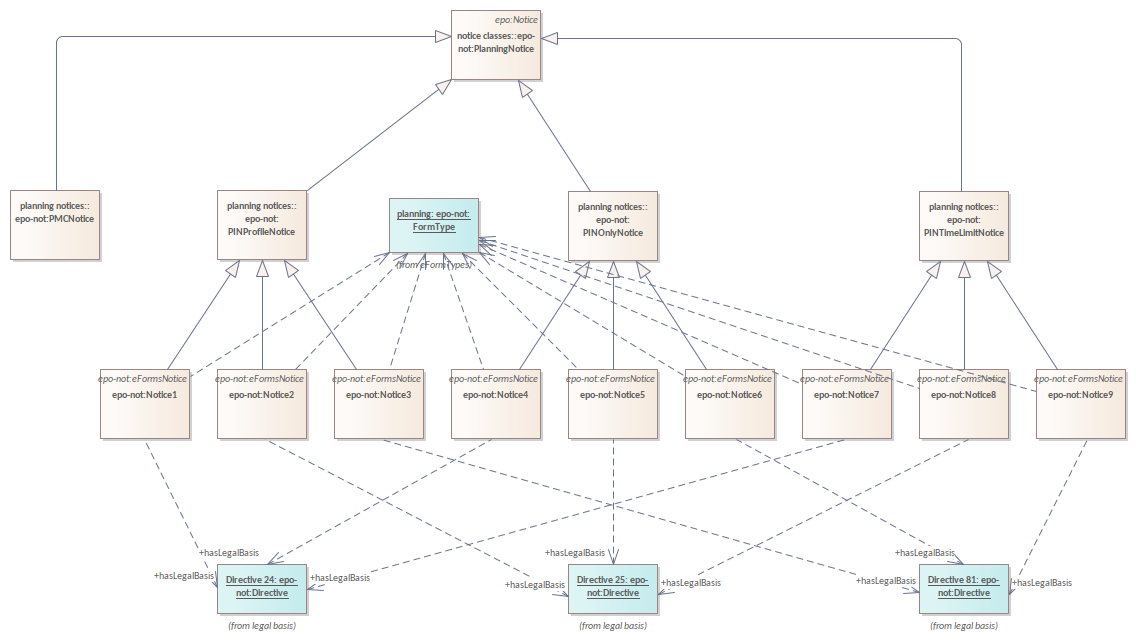 epo:Notice
notice classes::epo-
not:PlanningNotice
planning notices::
epo-not:PMCNotice
planning notices::
epo-not:
PINProfileNotice
planning: epo-not:
FormType
(from eFormTypes)
planning notices::
epo-not:
PINOnlyNotice
planning notices::
epo-not:
PINTimeLimitNotice
epo-not:eFormsNotice
epo-not:Notice1
epo-not:eFormsNotice
epo-not:Notice2
epo-not:eFormsNotice
epo-not:Notice3
epo-not:eFormsNotice
epo-not:Notice4
epo-not:eFormsNotice
epo-not:Notice5
epo-not:eFormsNotice
epo-not:Notice6
epo-not:eFormsNotice
epo-not:Notice7
epo-not:eFormsNotice
epo-not:Notice8
epo-not:eFormsNotice
epo-not:Notice9
+hasLegalBasis
+hasLegalBasis
+hasLegalBasis
+hasLegalBasis
+hasLegalBasis
+hasLegalBasis
+hasLegalBasis
+hasLegalBasis
+hasLegalBasis
Directive 24: epo-
not:Directive
(from legal basis)
Directive 25: epo-
not:Directive
(from legal basis)
Directive 81: epo-
not:Directive
(from legal basis)